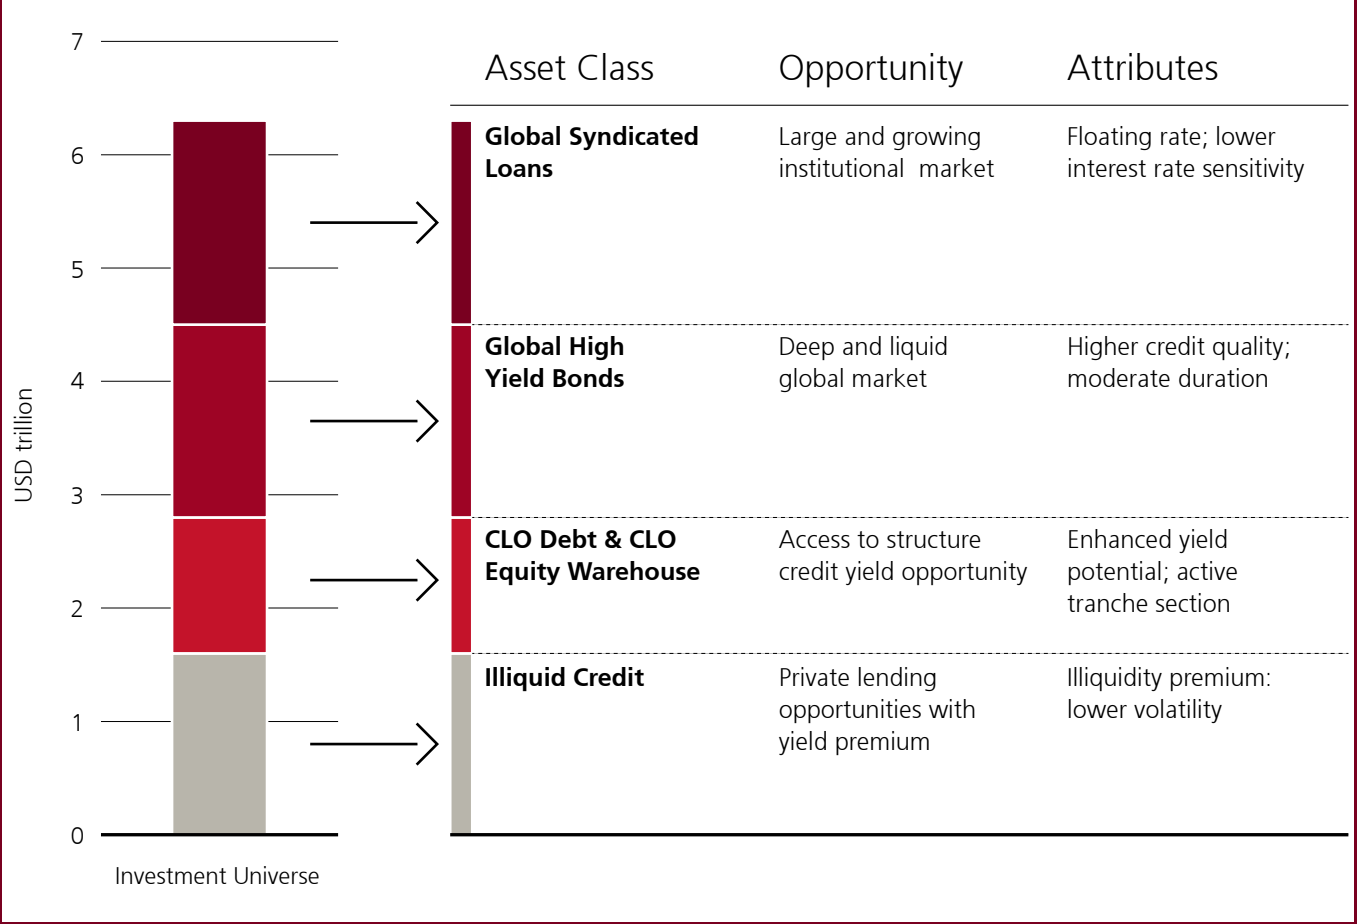 7
6
5
4
3
2
1
0
USD trillion
Investment Universe
Asset Class Opportunity Attributes
Global Syndicated
Loans
Large and growing
institutional market
Floating rate; lower
interest rate sensitivity
Global High
Yield Bonds
Deep and liquid
global market
Higher credit quality;
moderate duration
CLO Debt & CLO
Equity Warehouse
Access to structure
credit yield opportunity
Enhanced yield
potential; active
tranche section
Illiquid Credit
Private lending
opportunities with
yield premium
Illiquidity premium:
lower volatility